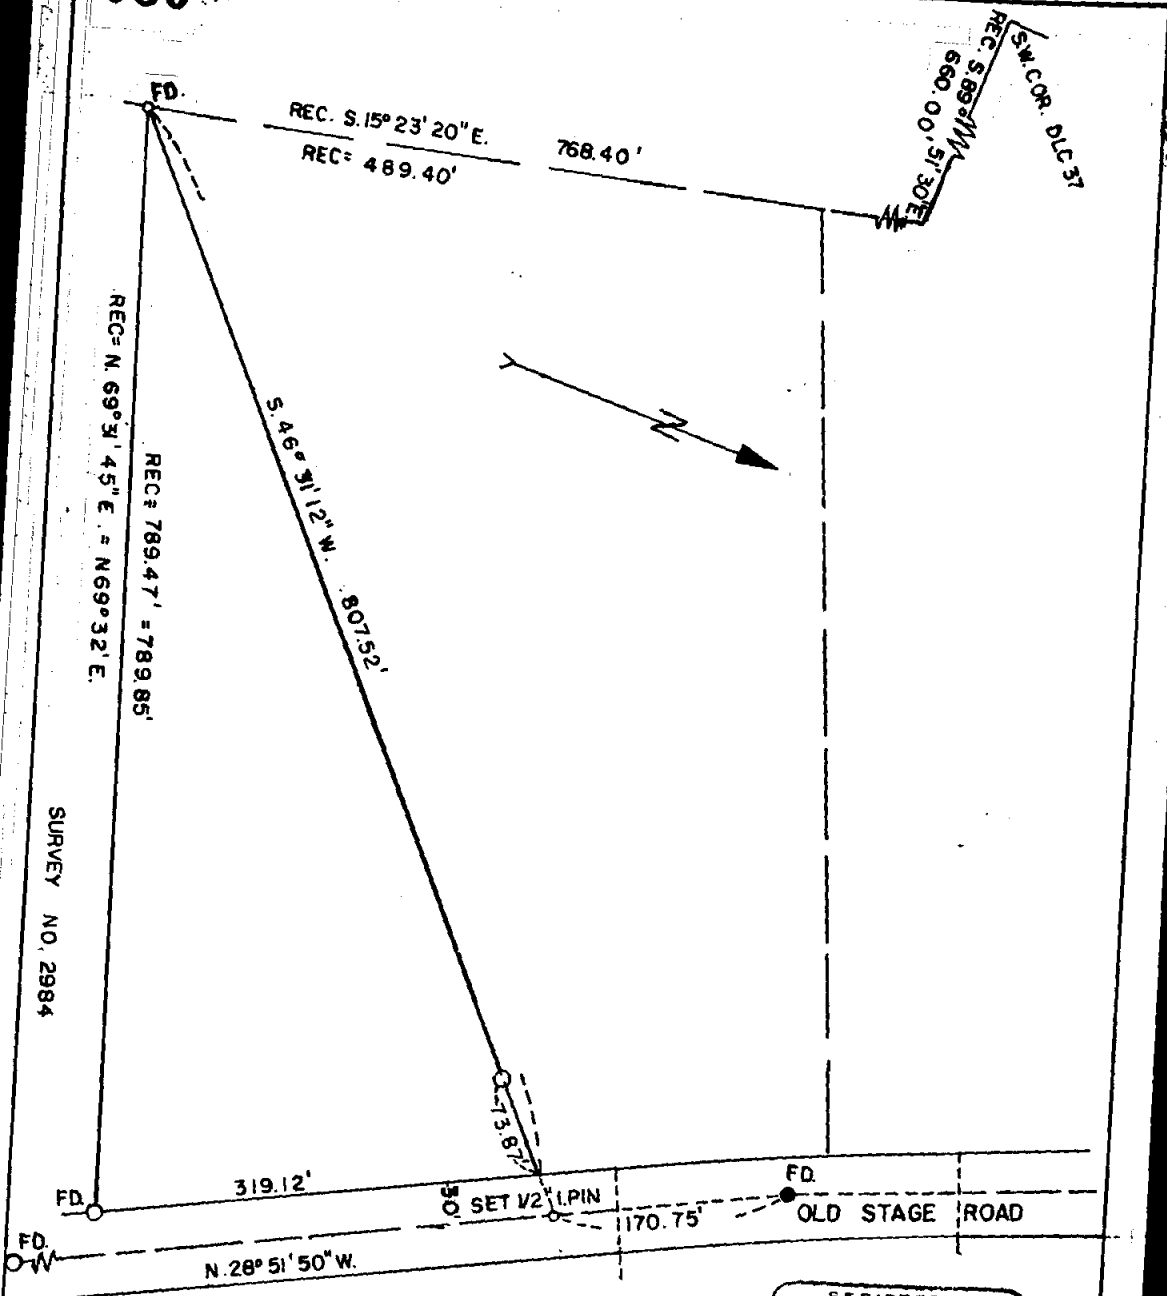 FD.
REC. S.15° 23' 20" E.
768.40'
REC= 489.40'
REC. S.89° 51' 30"E.
660.00'
S.W. COR. DLC 37
N
REC= N. 69°31' 45"E. = N69°32'E.
REC= 789.47' = 789.85'
S. 46° 31' 12" W. 807.52'
SURVEY NO. 2984
73.87'
FD.
319.12'
30'
SET 1/2" I.PIN
FD.
170.75'
OLD STAGE ROAD
FD.
N.28° 51' 50" W.